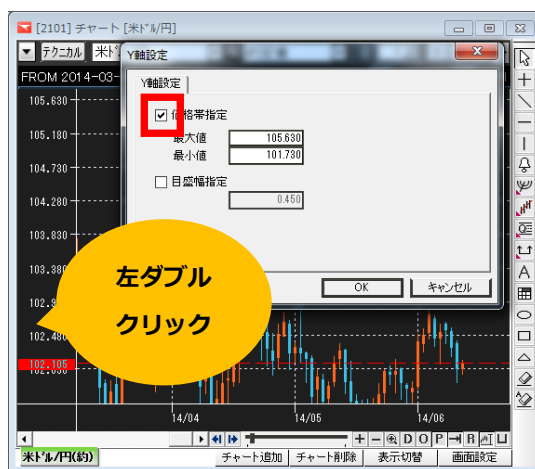 [2101] チャート [米ドル/円]
テクニカル 米ド
FROM 2014-03-
Y軸設定
Y軸設定
価格帯指定
最大値 105.630
最小値 101.730
目盛幅指定
0.450
OK キャンセル
105.630
105.180
104.730
104.280
103.830
103.380
102.480
102.105
左ダブル
クリック
14/04 14/05 14/06
D O P R
米ドル/円(約) チャート追加 チャート削除 表示切替 画面設定